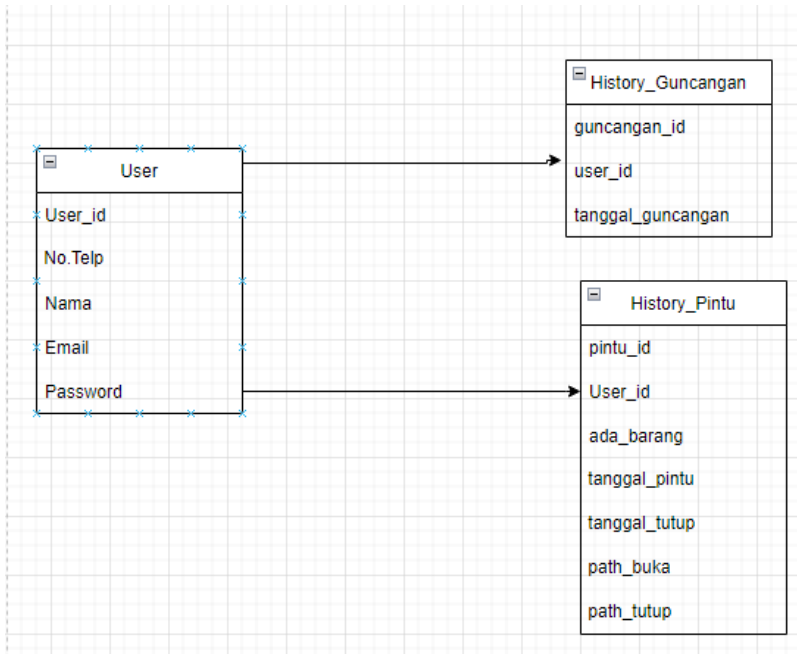 User
User_id
No.Telp
Nama
Email
Password
History_Guncangan
guncangan_id
user_id
tanggal_guncangan
History_Pintu
pintu_id
User_id
ada_barang
tanggal_pintu
tanggal_tutup
path_buka
path_tutup